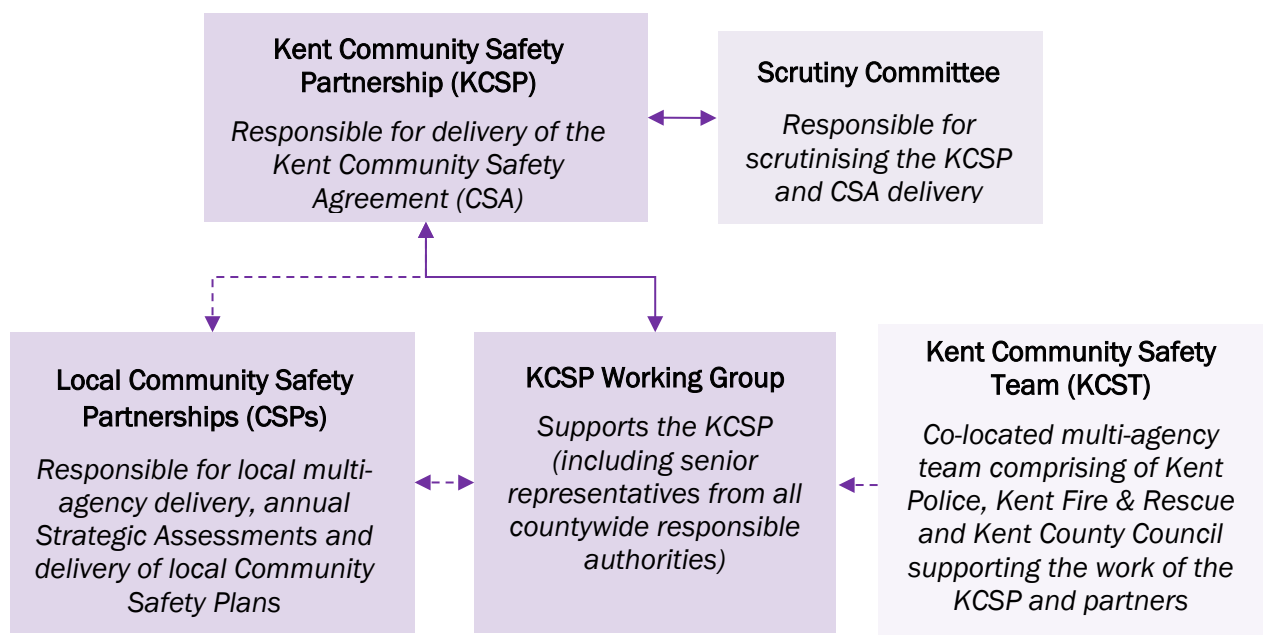 Kent Community Safety
Partnership (KCSP)
Responsible for delivery of the
Kent Community Safety
Agreement (CSA)
Scrutiny Committee
Responsible for
scrutinising the KCSP
and CSA delivery
Local Community Safety
Partnerships (CSPs)
Responsible for local multi-
agency delivery, annual
Strategic Assessments and
delivery of local Community
Safety Plans
KCSP Working Group
Supports the KCSP
(including senior
representatives from all
countywide responsible
authorities)
Kent Community Safety
Team (KCST)
Co-located multi-agency
team comprising of Kent
Police, Kent Fire & Rescue
and Kent County Council
supporting the work of the
KCSP and partners